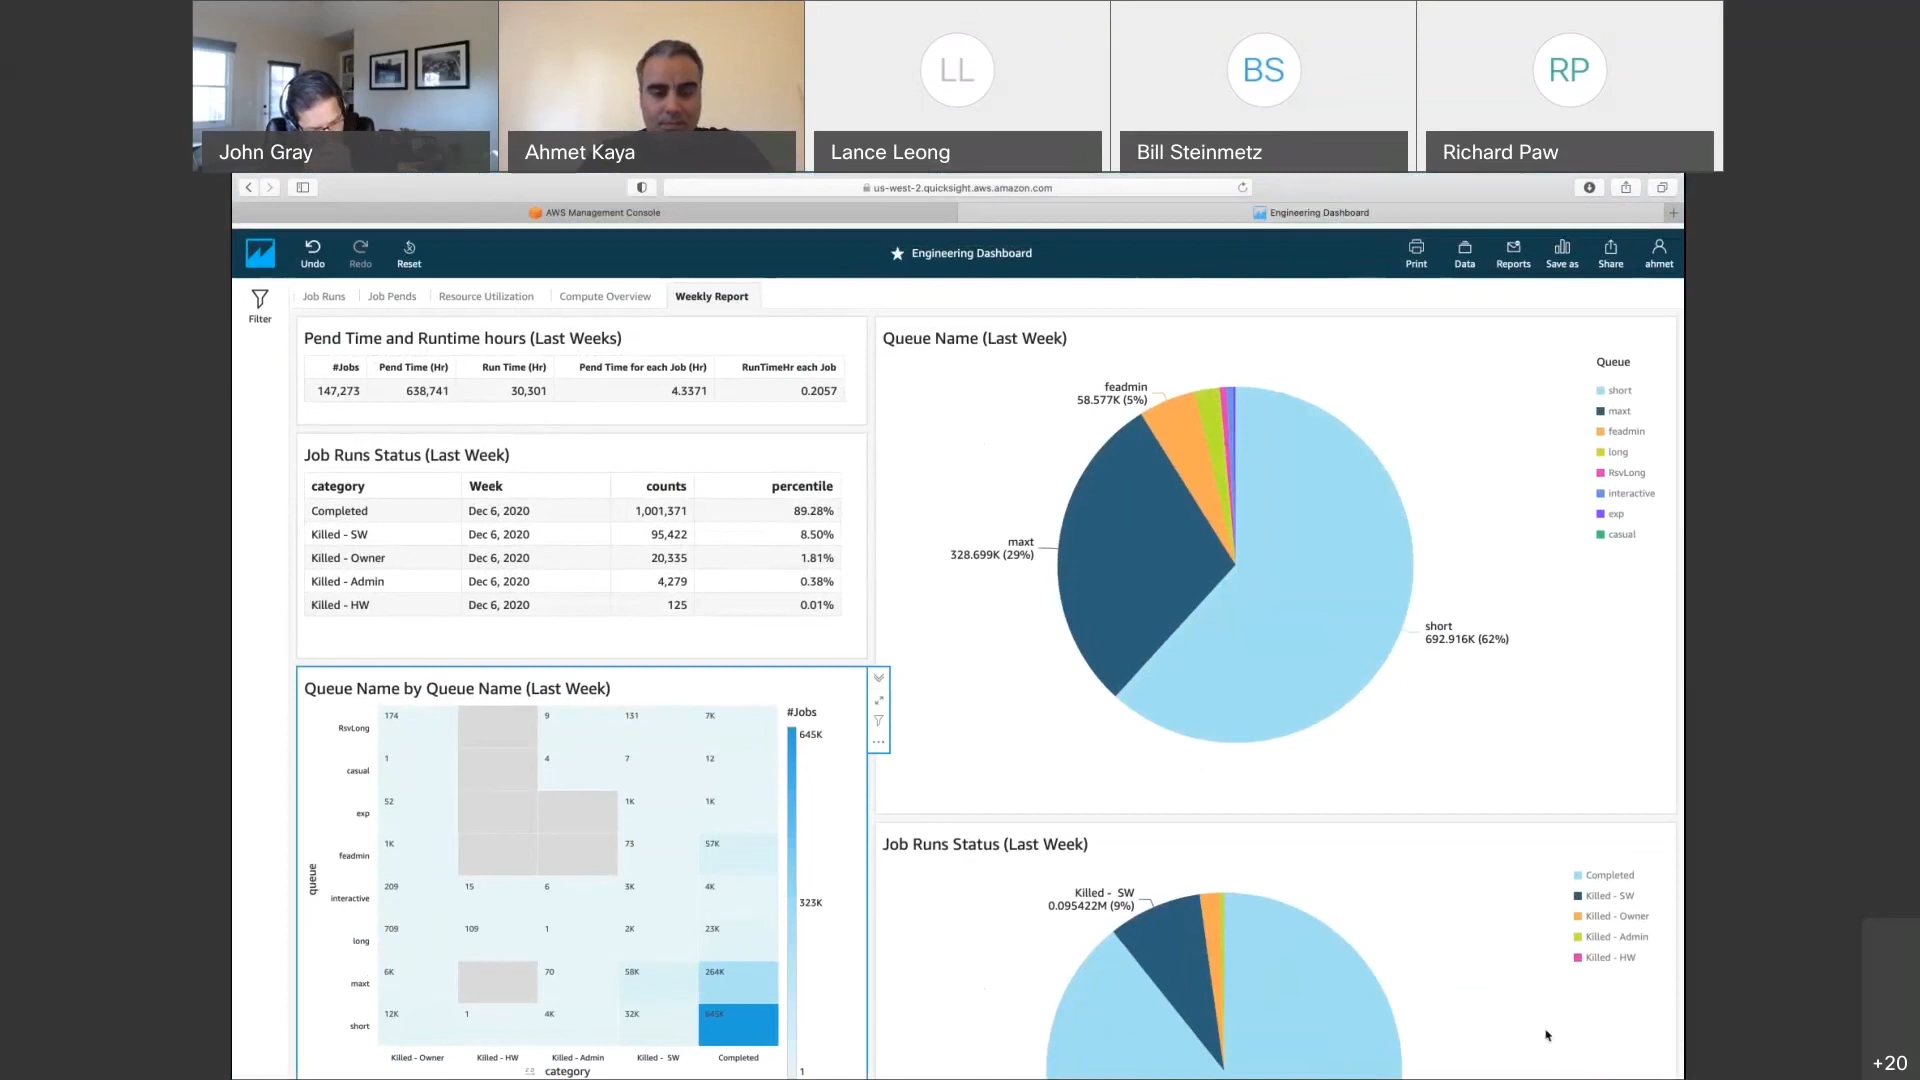 LL
BS
RP
John Gray
Ahmet Kaya
Lance Leong
Bill Steinmetz
Richard Paw
us-west-2.quicksight.aws.amazon.com
AWS Management Console
Engineering Dashboard
Undo
Redo
Reset
Engineering Dashboard
Print
Data
Reports
Save as
Share
ahmet
Filter
Job Runs
Job Pends
Resource Utilization
Compute Overview
Weekly Report
Pend Time and Runtime hours (Last Weeks)
#Jobs Pend Time (Hr) Run Time (Hr) Pend Time for each Job (Hr) RunTimeHr each Job
147,273 638,741 30,301 4.3371 0.2057
Job Runs Status (Last Week)
category Week counts percentile
Completed Dec 6, 2020 1,001,371 89.28%
Killed - SW Dec 6, 2020 95,422 8.50%
Killed - Owner Dec 6, 2020 20,335 1.81%
Killed - Admin Dec 6, 2020 4,279 0.38%
Killed - HW Dec 6, 2020 125 0.01%
Queue Name by Queue Name (Last Week)
#Jobs
645K
323K
1
queue
RsvLong 174 9 131 7K
casual 1 4 7 12
exp 52 1K 1K
feadmin 1K 73 57K
interactive 209 15 6 3K 4K
long 709 109 1 2K 23K
maxt 6K 70 58K 264K
short 12K 1 4K 32K 645K
Killed - Owner Killed - HW Killed - Admin Killed - SW Completed
category
Queue Name (Last Week)
feadmin
58.577K (5%)
maxt
328.699K (29%)
short
692.916K (62%)
Queue
short
maxt
feadmin
long
RsvLong
interactive
exp
casual
Job Runs Status (Last Week)
Killed - SW
0.095422M (9%)
Completed
Killed - SW
Killed - Owner
Killed - Admin
Killed - HW
+20